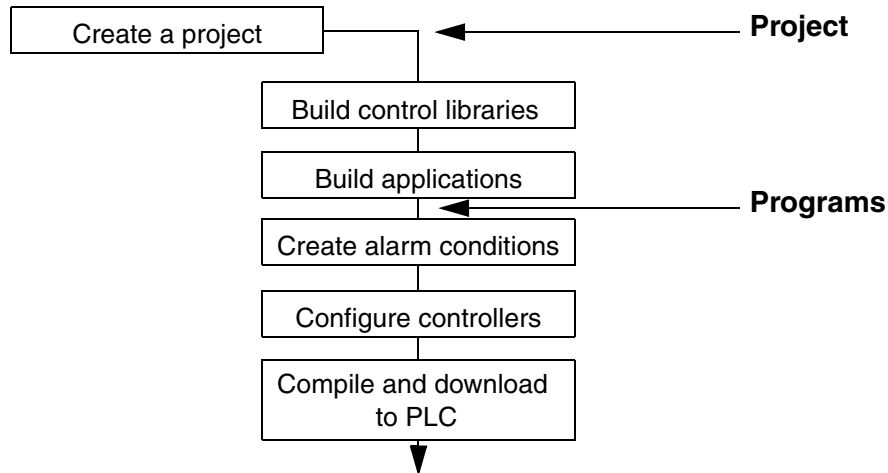 Create a project
Project
Build control libraries
Build applications
Programs
Create alarm conditions
Configure controllers
Compile and download
to PLC